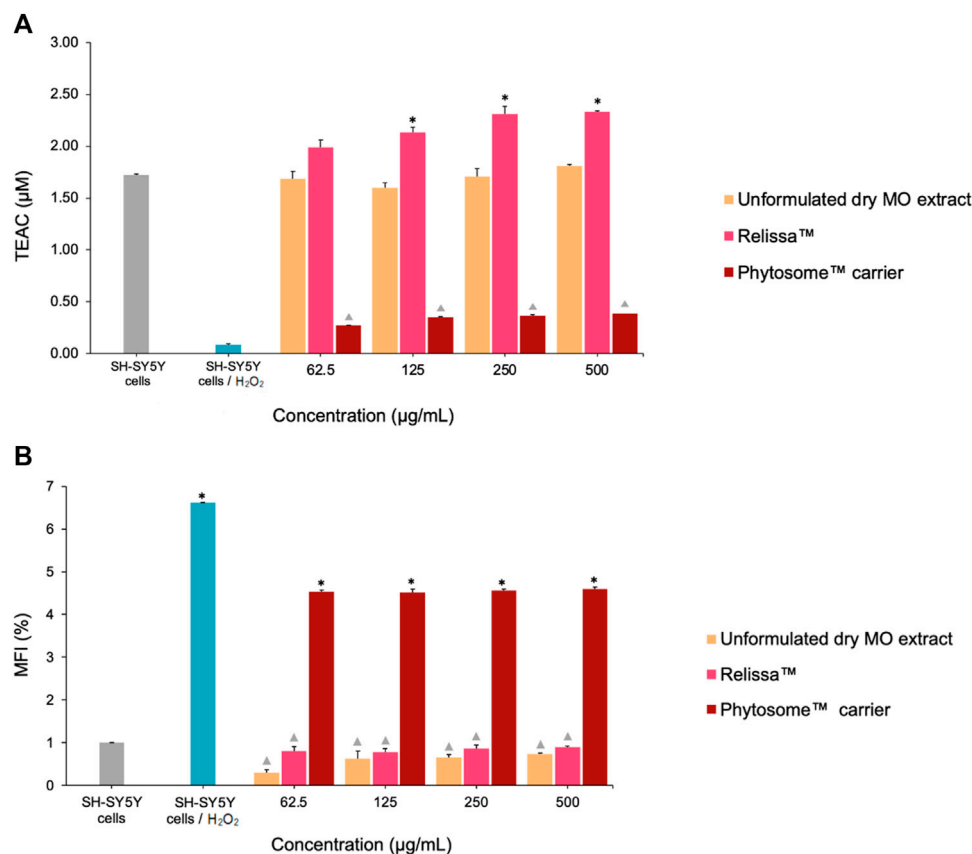 A
3.00
2.50
2.00
1.50
1.00
0.50
0.00
TEAC (µM)
* * *
SH-SY5Y
cells
SH-SY5Y
cells / H₂O₂
62.5 125 250 500
Concentration (µg/mL)
Unformulated dry MO extract
Relissa™
Phytosome™ carrier
B
7
6
5
4
3
2
1
0
MFI (%)
* * * * *
SH-SY5Y
cells
SH-SY5Y
cells / H₂O₂
62.5 125 250 500
Concentration (µg/mL)
Unformulated dry MO extract
Relissa™
Phytosome™ carrier